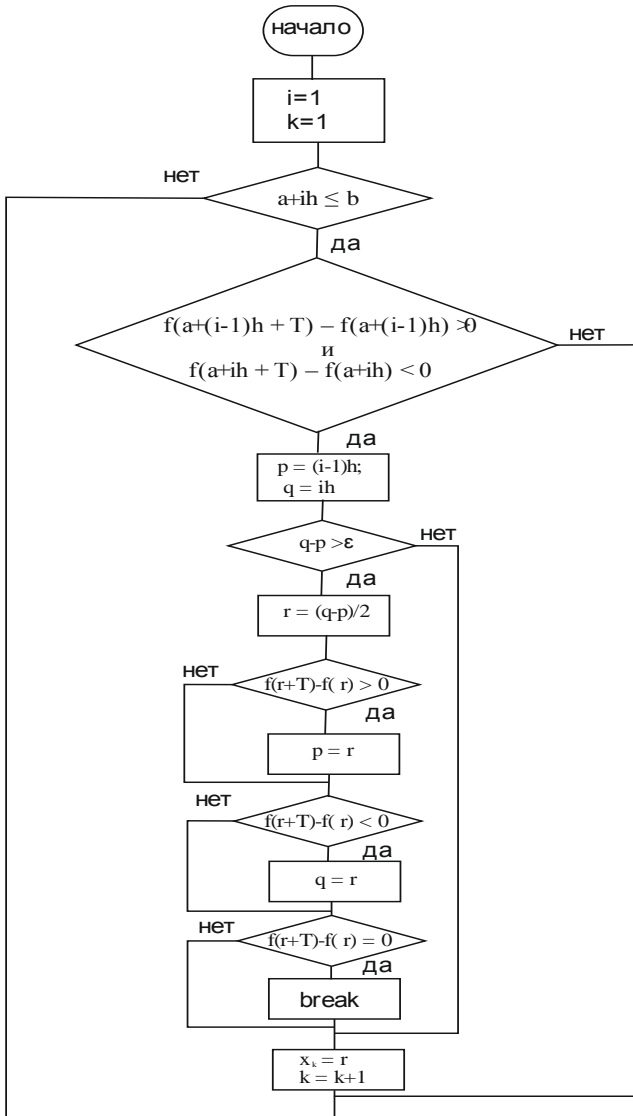 начало
i=1
k=1
нет
a+ih ≤ b
да
f(a+(i-1)h + T) – f(a+(i-1)h) >0
и
f(a+ih + T) – f(a+ih) < 0
нет
да
p = (i-1)h;
q = ih
q-p >ε
нет
да
r = (q-p)/2
нет
f(r+T)-f( r) > 0
да
p = r
нет
f(r+T)-f( r) < 0
да
q = r
нет
f(r+T)-f( r) = 0
да
break
xₖ = r
k = k+1